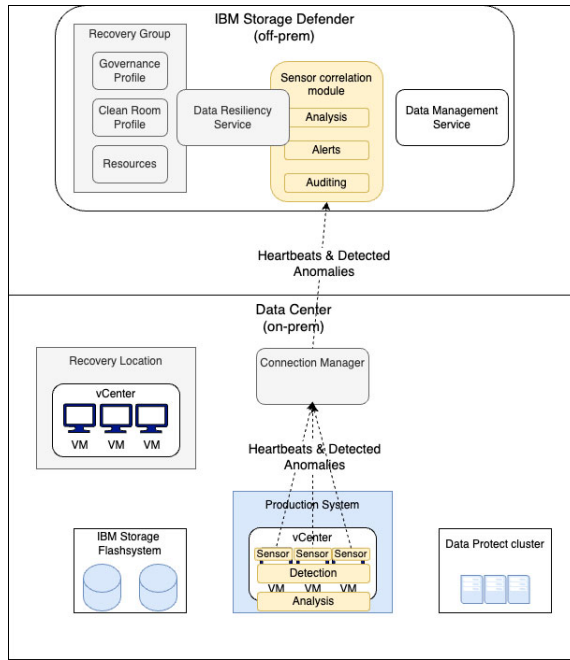 IBM Storage Defender
(off-prem)
Recovery Group
Governance
Profile
Clean Room
Profile
Resources
Data Resiliency
Service
Sensor correlation
module
Analysis
Alerts
Auditing
Data Management
Service
Heartbeats & Detected
Anomalies
Data Center
(on-prem)
Recovery Location
vCenter
VM VM VM
Connection Manager
Heartbeats & Detected
Anomalies
IBM Storage
Flashsystem
Production System
vCenter
Sensor Sensor Sensor
Detection
VM VM VM
Analysis
Data Protect cluster